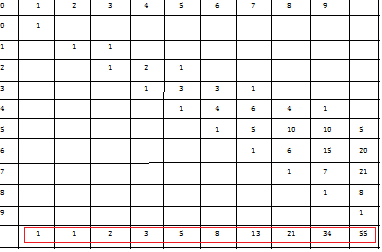 0 1 2 3 4 5 6 7 8 9
0 1
1 1 1
2 1 2 1
3 1 3 3 1
4 1 4 6 4 1
5 1 5 10 10 5
6 1 6 15 20
7 1 7 21
8 1 8
9 1
1 1 2 3 5 8 13 21 34 55